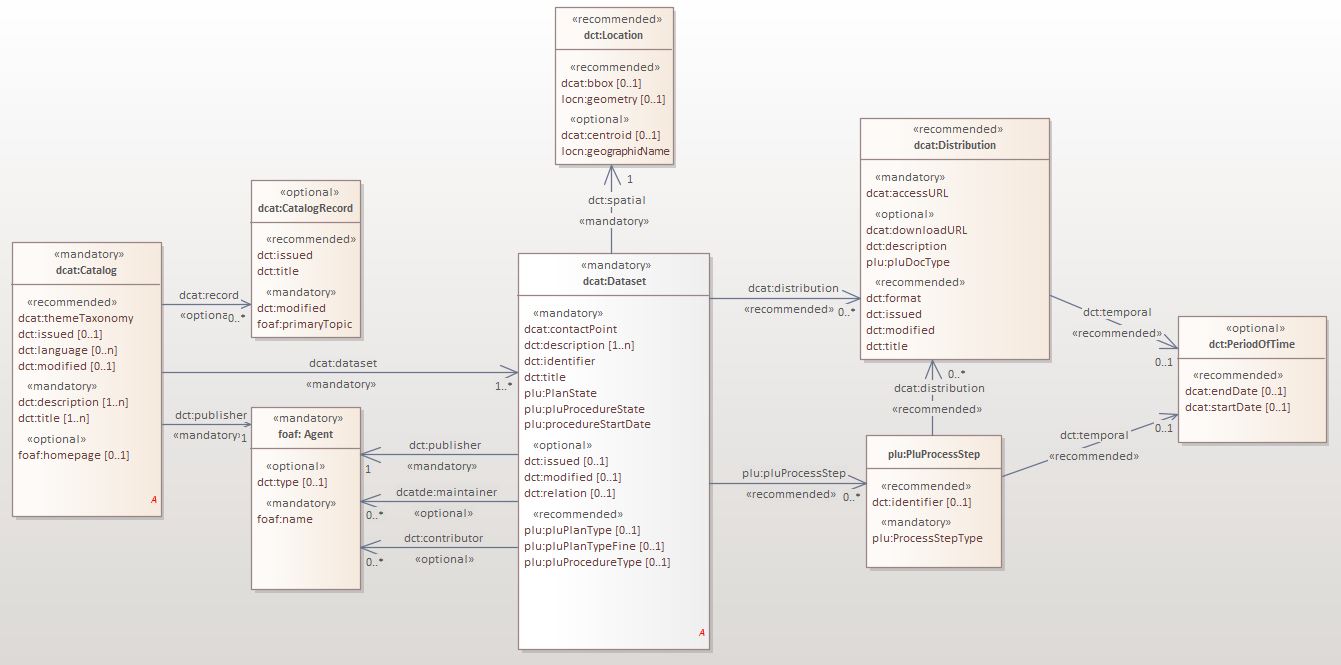 «recommended»
dct:Location
«recommended»
dcat:bbox [0..1]
locn:geometry [0..1]
«optional»
dcat:centroid [0..1]
locn:geographicName
1
dct:spatial
«mandatory»
«optional»
dcat:CatalogRecord
«recommended»
dct:issued
dct:title
«mandatory»
dct:modified
foaf:primaryTopic
«mandatory»
dcat:Catalog
«recommended»
dcat:themeTaxonomy
dct:issued [0..1]
dct:language [0..n]
dct:modified [0..1]
«mandatory»
dct:description [1..n]
dct:title [1..n]
«optional»
foaf:homepage [0..1]
A
dcat:record
«optional
0..*
dcat:dataset
«mandatory»
1..*
dct:publisher
«mandatory»
1
«mandatory»
foaf: Agent
«optional»
dct:type [0..1]
«mandatory»
foaf:name
dct:publisher
«mandatory»
1
dcatde:maintainer
«optional»
0..*
dct:contributor
«optional»
0..*
«mandatory»
dcat:Dataset
«mandatory»
dcat:contactPoint
dct:description [1..n]
dct:identifier
dct:title
plu:PlanState
plu:pluProcedureState
plu:procedureStartDate
«optional»
dct:issued [0..1]
dct:modified [0..1]
dct:relation [0..1]
«recommended»
plu:pluPlanType [0..1]
plu:pluPlanTypeFine [0..1]
plu:pluProcedureType [0..1]
A
dcat:distribution
«recommended»
0..*
plu:pluProcessStep
«recommended»
0..*
«recommended»
dcat:Distribution
«mandatory»
dcat:accessURL
«optional»
dcat:downloadURL
dct:description
plu:pluDocType
«recommended»
dct:format
dct:issued
dct:modified
dct:title
0..*
dcat:distribution
«recommended»
plu:PluProcessStep
«recommended»
dct:identifier [0..1]
«mandatory»
plu:ProcessStepType
dct:temporal
«recommended»
0..1
dct:temporal
«recommended»
0..1
«optional»
dct:PeriodOfTime
«recommended»
dcat:endDate [0..1]
dcat:startDate [0..1]